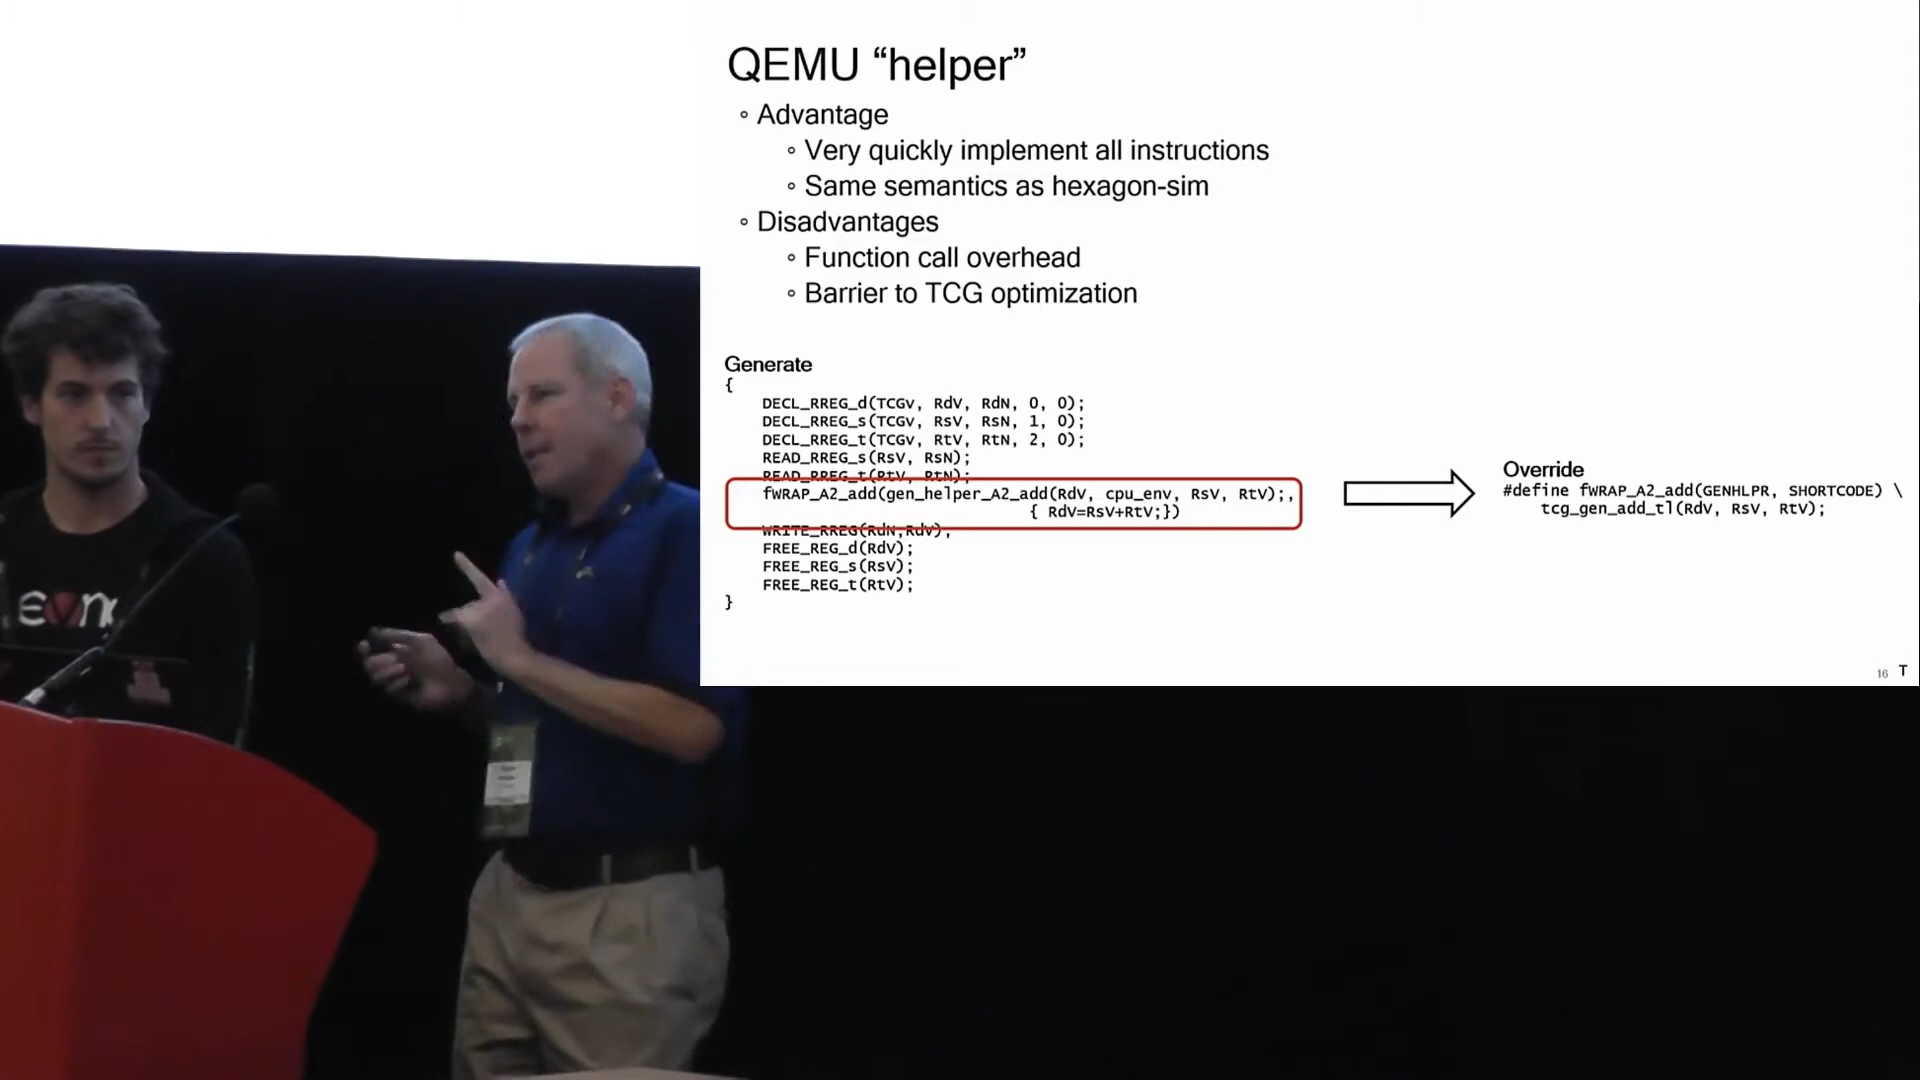 QEMU “helper”
◦ Advantage
◦ Very quickly implement all instructions
◦ Same semantics as hexagon-sim
◦ Disadvantages
◦ Function call overhead
◦ Barrier to TCG optimization
Generate
{
DECL_RREG_d(TCGv, RdV, RdN, 0, 0);
DECL_RREG_s(TCGv, RsV, RsN, 1, 0);
DECL_RREG_t(TCGv, RtV, RtN, 2, 0);
READ_RREG_s(RsV, RsN);
READ_RREG_t(RtV, RtN);
fWRAP_A2_add(gen_helper_A2_add(RdV, cpu_env, RsV, RtV);,
{ RdV=RsV+RtV;})
WRITE_RREG(RdN,RdV);
FREE_REG_d(RdV);
FREE_REG_s(RsV);
FREE_REG_t(RtV);
}
Override
#define fWRAP_A2_add(GENHLPR, SHORTCODE) \
tcg_gen_add_tl(RdV, RsV, RtV);
16 T